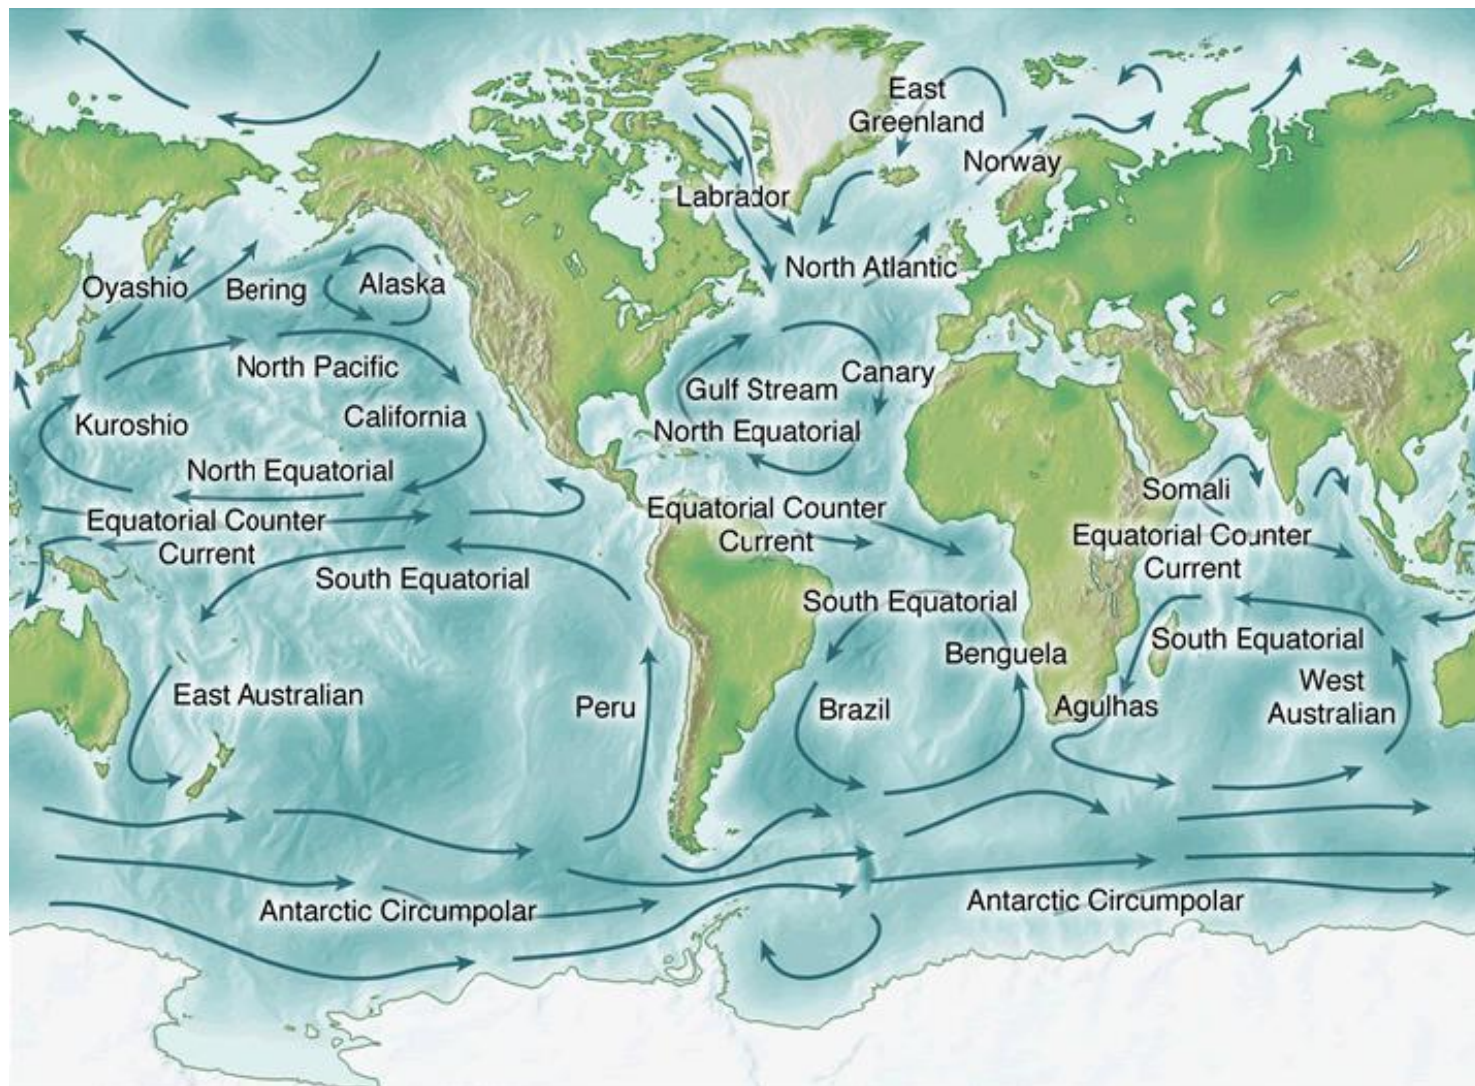 East
Greenland
Norway
Labrador
North Atlantic
Oyashio
Bering
Alaska
North Pacific
Gulf Stream
Canary
Kuroshio
California
North Equatorial
North Equatorial
Somali
Equatorial Counter
Current
Equatorial Counter
Current
Equatorial Counter
Current
South Equatorial
South Equatorial
South Equatorial
Benguela
East Australian
Peru
Brazil
Agulhas
West
Australian
Antarctic Circumpolar
Antarctic Circumpolar